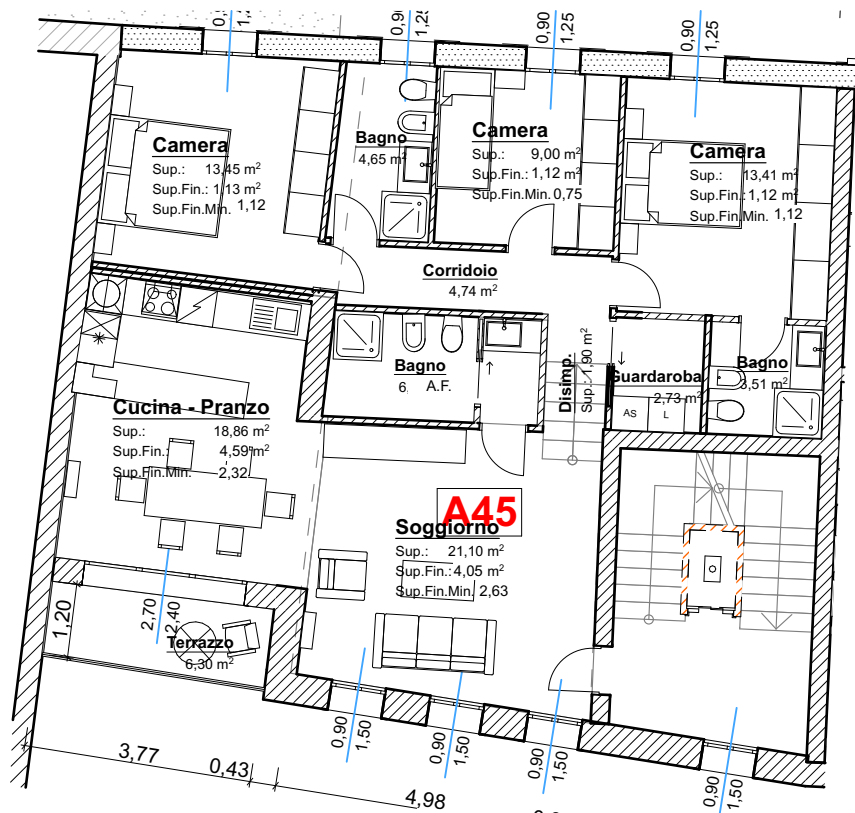 0,90
1,25
0,90
1,25
0,90
1,25
Camera
Sup.: 13,45 m²
Sup.Fin.: 1,13 m²
Sup.Fin.Min. 1,12
Bagno
4,65 m²
Camera
Sup.: 9,00 m²
Sup.Fin.: 1,12 m²
Sup.Fin.Min. 0,75
Camera
Sup.: 13,41 m²
Sup.Fin.: 1,12 m²
Sup.Fin.Min. 1,12
Corridoio
4,74 m²
Bagno
6, A.F.
Disimp.
Sup.: 1,90 m²
Guardaroba
2,73 m²
AS L
Bagno
3,51 m²
Cucina - Pranzo
Sup.: 18,86 m²
Sup.Fin.: 4,59 m²
Sup.Fin.Min. 2,32
A45
Soggiorno
Sup.: 21,10 m²
Sup.Fin.: 4,05 m²
Sup.Fin.Min. 2,63
1,20
2,70
2,40
Terrazzo
6,30 m²
0,90
1,50
0,90
1,50
0,90
1,50
0,90
1,50
3,77
0,43
4,98